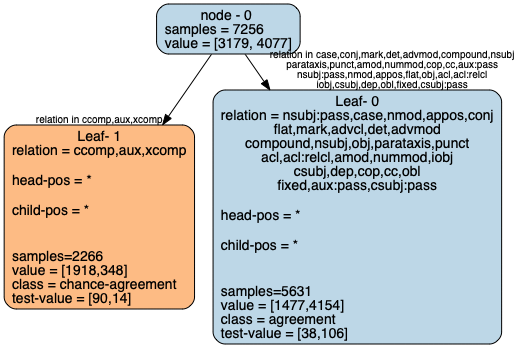 node - 0
samples = 7256
value = [3179, 4077]
relation in case,conj,mark,det,advmod,compound,nsubj
parataxis,punct,amod,nummod,cop,cc,aux:pass
nsubj:pass,nmod,appos,flat,obj,acl,acl:relcl
iobj,csubj,dep,obl,fixed,csubj:pass
relation in ccomp,aux,xcomp
Leaf- 1
relation = ccomp,aux,xcomp
head-pos = *
child-pos = *
samples=2266
value = [1918,348]
class = chance-agreement
test-value = [90,14]
Leaf- 0
relation = nsubj:pass,case,nmod,appos,conj
flat,mark,advcl,det,advmod
compound,nsubj,obj,parataxis,punct
acl,acl:relcl,amod,nummod,iobj
csubj,dep,cop,cc,obl
fixed,aux:pass,csubj:pass
head-pos = *
child-pos = *
samples=5631
value = [1477,4154]
class = agreement
test-value = [38,106]